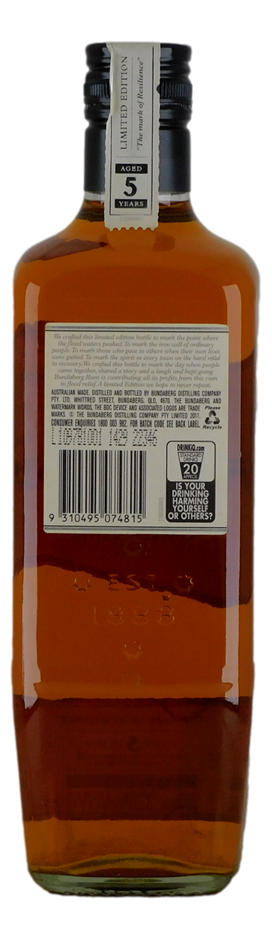 LIMITED EDITION
"The mark of Resilience"
AGED
5
YEARS
We crafted this limited edition bottle to mark the point where
the flood waters peaked. To mark the iron will of ordinary
people. To mark those who gave to others when their own lives
were gutted. To mark the spirit as every town on the hard
to recovery. We crafted this bottle to mark the day when people
came together, shared a story and a laugh and kept going.
Bundaberg Rum is contributing all its profits from this rum
to flood relief. A limited Edition we hope to never repeat.
AUSTRALIAN MADE, DISTILLED AND BOTTLED BY BUNDABERG DISTILLING COMPANY
PTY. LTD, WHITTRED STREET, BUNDABERG, QLD, 4670. THE BUNDABERG AND
WATERMARK WORDS, THE BDC DEVICE AND ASSOCIATED LOGOS ARE TRADE
MARKS. © THE BUNDABERG DISTILLING COMPANY PTY LIMITED 2011.
CONSUMER ENQUIRIES 1800 003 982. FOR BATCH CODE SEE BACK LABEL.
Please
Recycle
DRINKiQ.com
STANDARD
DRINKS
20
APPROX
IS YOUR
DRINKING
HARMING
YOURSELF
OR OTHERS?
9 310495 074815
EST
1888